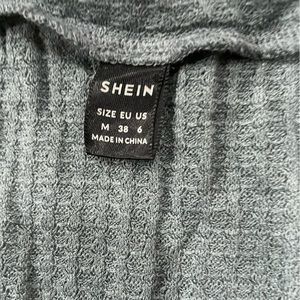 SHEIN
SIZE EU US
M 38 6
MADE IN CHINA